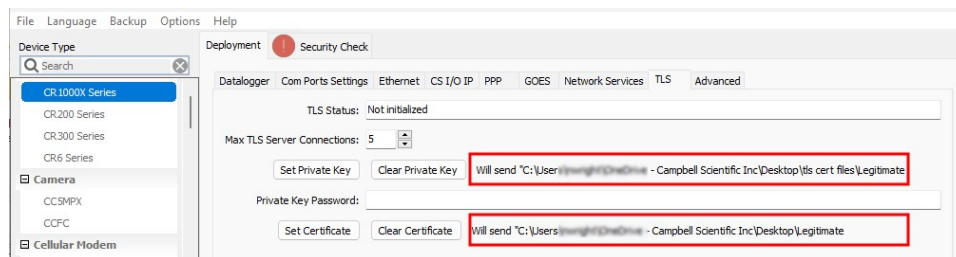 File Language Backup Options Help
Device Type
Search
CR1000X Series
CR200 Series
CR300 Series
CR6 Series
Camera
CC5MPX
CCFC
Cellular Modem
Deployment Security Check
Datalogger Com Ports Settings Ethernet CS I/O IP PPP GOES Network Services TLS Advanced
TLS Status: Not initialized
Max TLS Server Connections: 5
Set Private Key Clear Private Key Will send "C:\User - Campbell Scientific Inc\Desktop\tls cert files\Legitimate
Private Key Password:
Set Certificate Clear Certificate Will send "C:\Users - Campbell Scientific Inc\Desktop\Legitimate